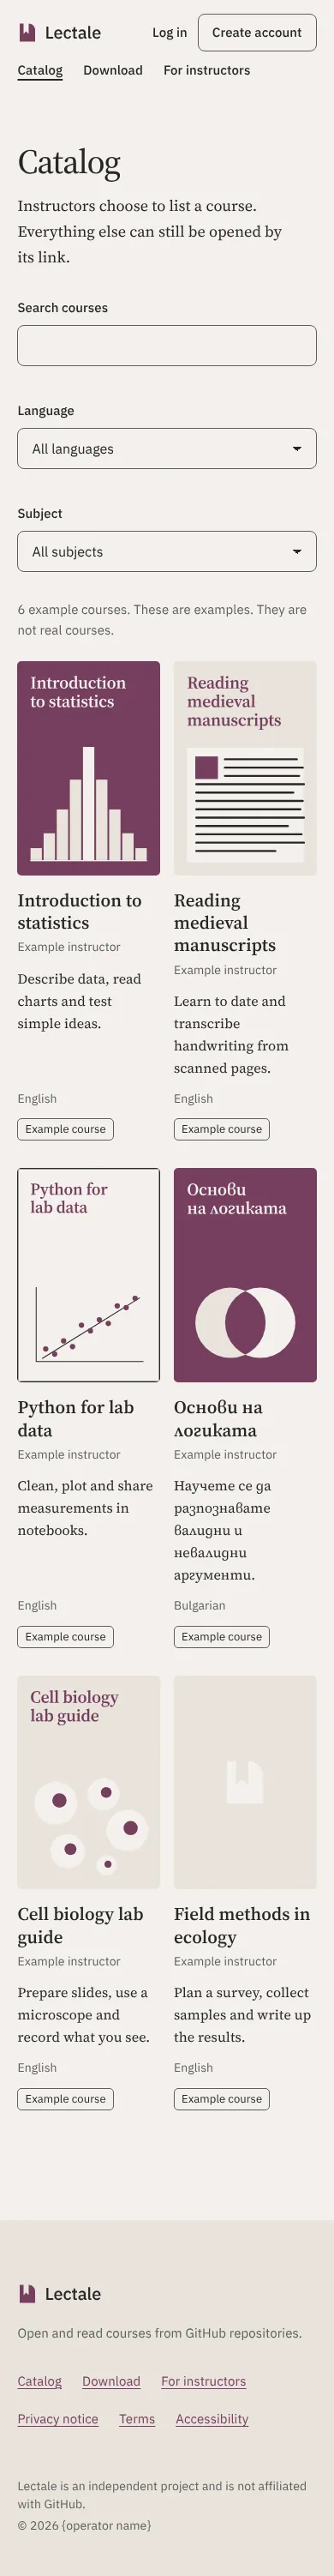 Lectale
Log in
Create account
Catalog
Download
For instructors
Catalog
Instructors choose to list a course.
Everything else can still be opened by
its link.
Search courses
Language
All languages
Subject
All subjects
6 example courses. These are examples. They are
not real courses.
Introduction
to statistics
Introduction to
statistics
Example instructor
Describe data, read
charts and test
simple ideas.
English
Example course
Reading
medieval
manuscripts
Reading
medieval
manuscripts
Example instructor
Learn to date and
transcribe
handwriting from
scanned pages.
English
Example course
Python for
lab data
Python for lab
data
Example instructor
Clean, plot and share
measurements in
notebooks.
English
Example course
Основи
на логиката
Основи на
логиката
Example instructor
Научете се да
разпознавате
валидни и
невалидни
аргументи.
Bulgarian
Example course
Cell biology
lab guide
Cell biology lab
guide
Example instructor
Prepare slides, use a
microscope and
record what you see.
English
Example course
Field methods in
ecology
Example instructor
Plan a survey, collect
samples and write up
the results.
English
Example course
Lectale
Open and read courses from GitHub repositories.
Catalog
Download
For instructors
Privacy notice
Terms
Accessibility
Lectale is an independent project and is not affiliated
with GitHub.
© 2026 {operator name}